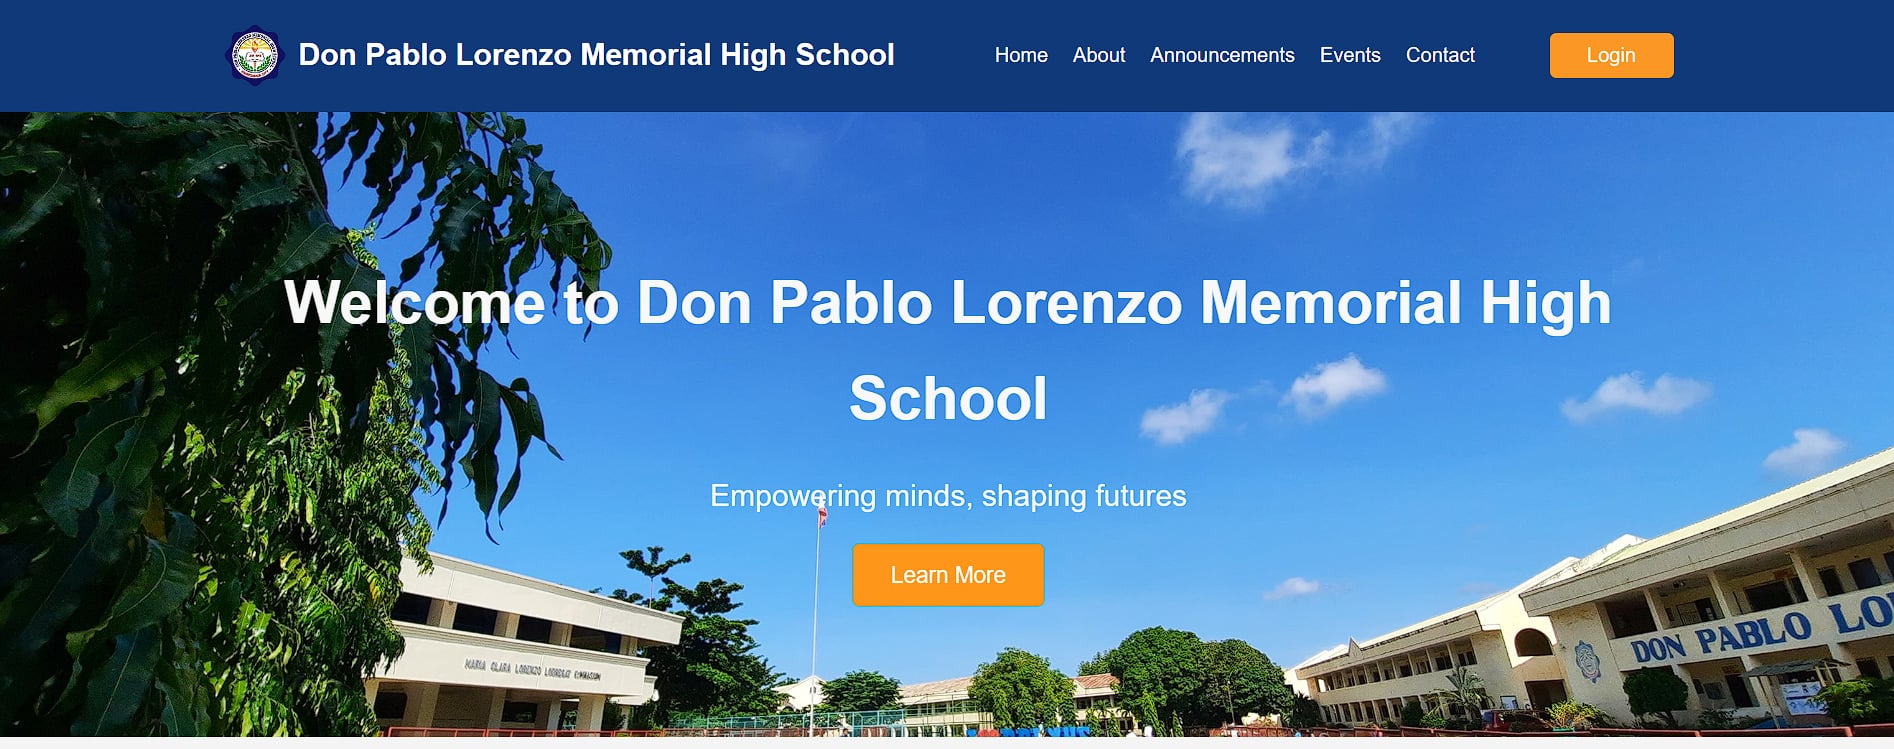 Don Pablo Lorenzo Memorial High School
Home About Announcements Events Contact
Login
Welcome to Don Pablo Lorenzo Memorial High
School
Empowering minds, shaping futures
Learn More
MARIA CLARA LORENZO LOBREGAT GYMNASIUM
DON PABLO LO